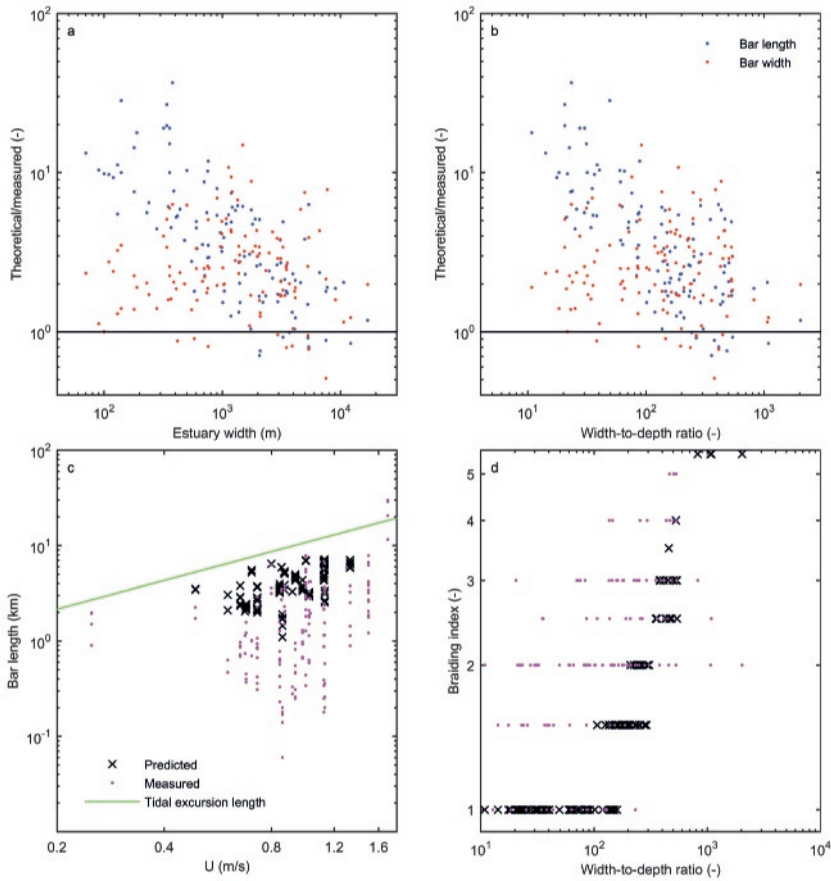 a
10²
10¹
10⁰
Theoretical/measured (-)
10² 10³ 10⁴
Estuary width (m)
b
Bar length
Bar width
10²
10¹
10⁰
Theoretical/measured (-)
10¹ 10² 10³
Width-to-depth ratio (-)
c
10²
10¹
10⁰
10⁻¹
Bar length (km)
Predicted
Measured
Tidal excursion length
0.2 0.4 0.8 1.2 1.6
U (m/s)
d
5
4
3
2
1
Braiding index (-)
10¹ 10² 10³ 10⁴
Width-to-depth ratio (-)